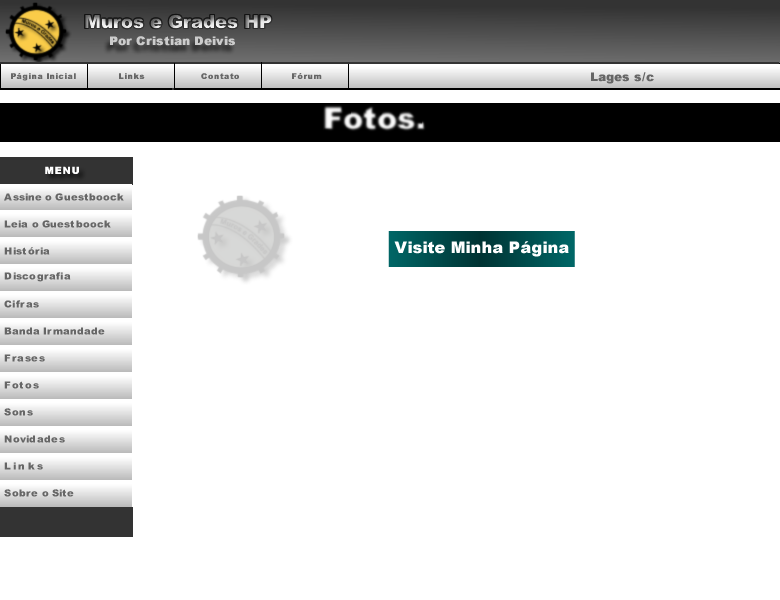 Muros e Grades HP
Por Cristian Deivis
Página Inicial
Links
Contato
Fórum
Lages s/c
Fotos.
MENU
Assine o Guestboock
Leia o Guestboock
História
Discografia
Cifras
Banda Irmandade
Frases
Fotos
Sons
Novidades
Links
Sobre o Site
Visite Minha Página